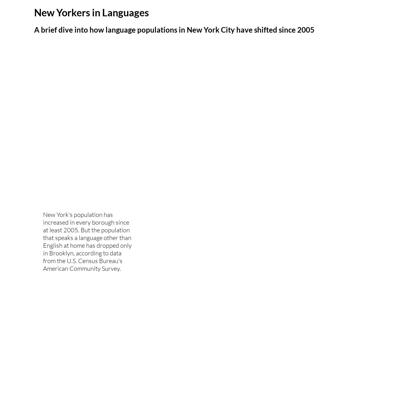 New Yorkers in Languages
A brief dive into how language populations in New York City have shifted since 2005
New York's population has
increased in every borough since
at least 2005. But the population
that speaks a language other than
English at home has dropped only
in Brooklyn, according to data
from the U.S. Census Bureau's
American Community Survey.